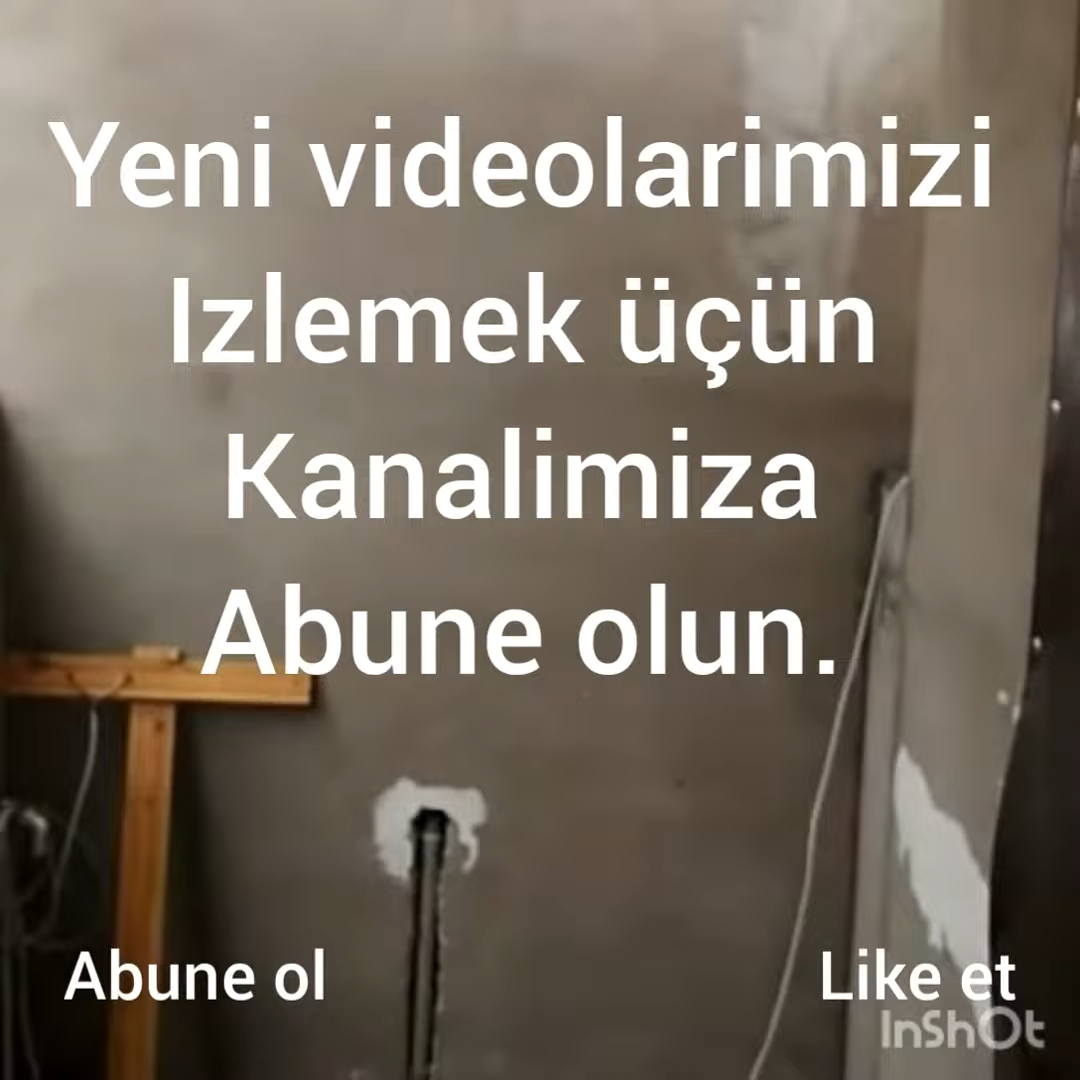 Yeni videolarimizi
Izlemek üçün
Kanalimiza
Abune olun.
Abune ol
Like et
InShOt